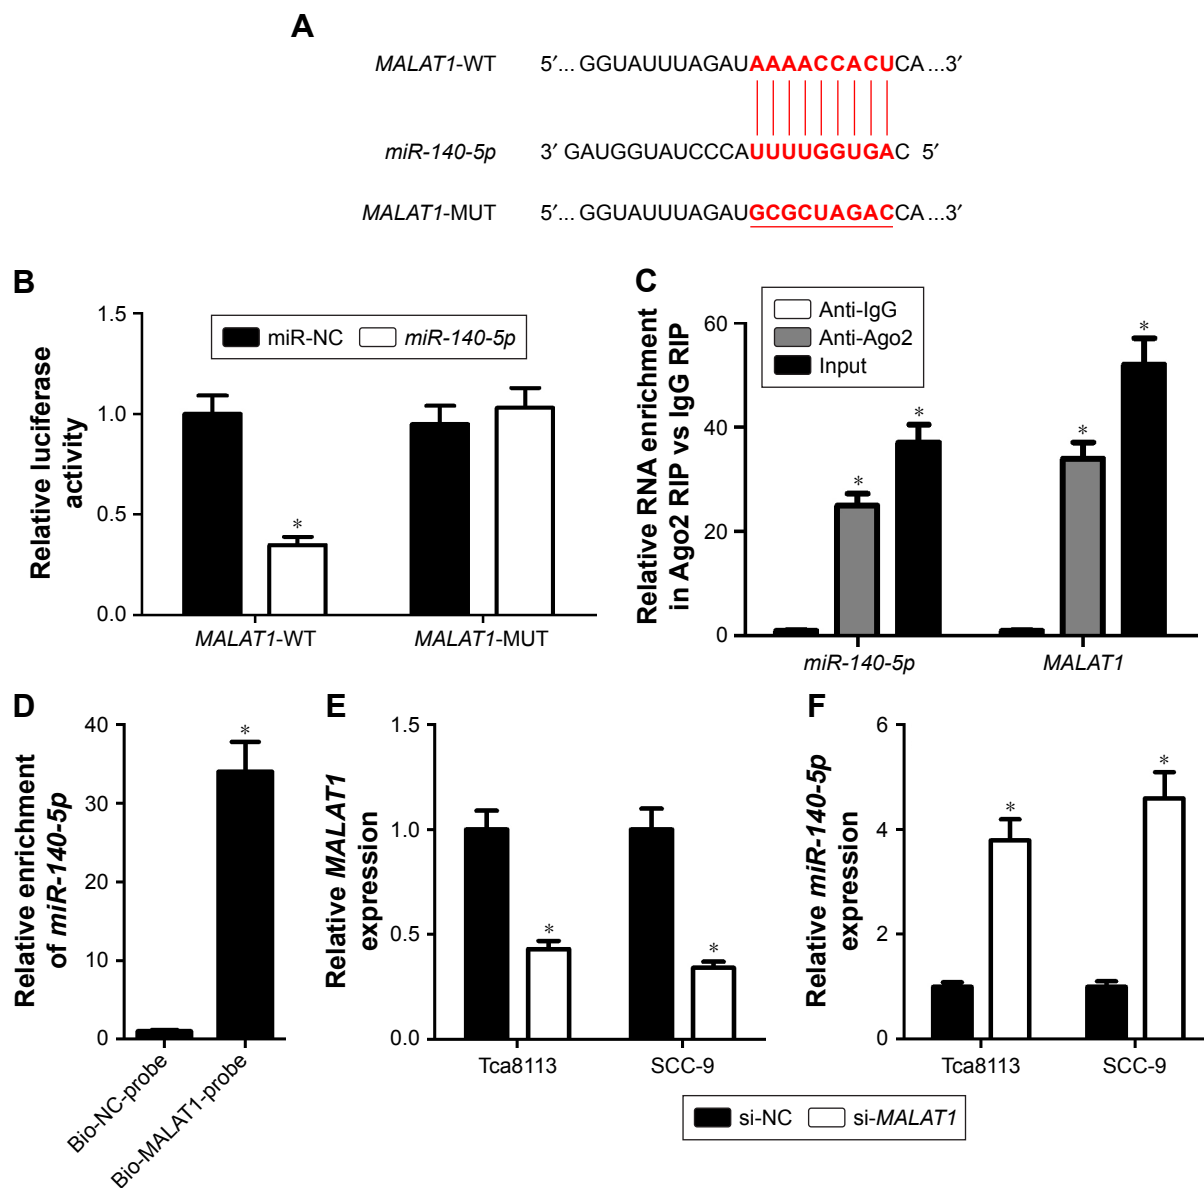 A
MALAT1-WT 5′... GGUAUUUAGAUAAAACCACUCA ...3′
miR-140-5p 3′ GAUGGUAUCCCAUUUUGGUGAC 5′
MALAT1-MUT 5′... GGUAUUUAGAUGCGCUAGACCA ...3′
B
Relative luciferase
activity
1.5
1.0
0.5
0.0
miR-NC miR-140-5p
*
MALAT1-WT MALAT1-MUT
C
Relative RNA enrichment
in Ago2 RIP vs IgG RIP
60
40
20
0
Anti-IgG
Anti-Ago2
Input
* * * *
miR-140-5p MALAT1
D
Relative enrichment
of miR-140-5p
40
30
20
10
0
*
Bio-NC-probe
Bio-MALAT1-probe
E
Relative MALAT1
expression
1.5
1.0
0.5
0.0
* *
Tca8113 SCC-9
F
Relative miR-140-5p
expression
6
4
2
0
* *
Tca8113 SCC-9
si-NC si-MALAT1